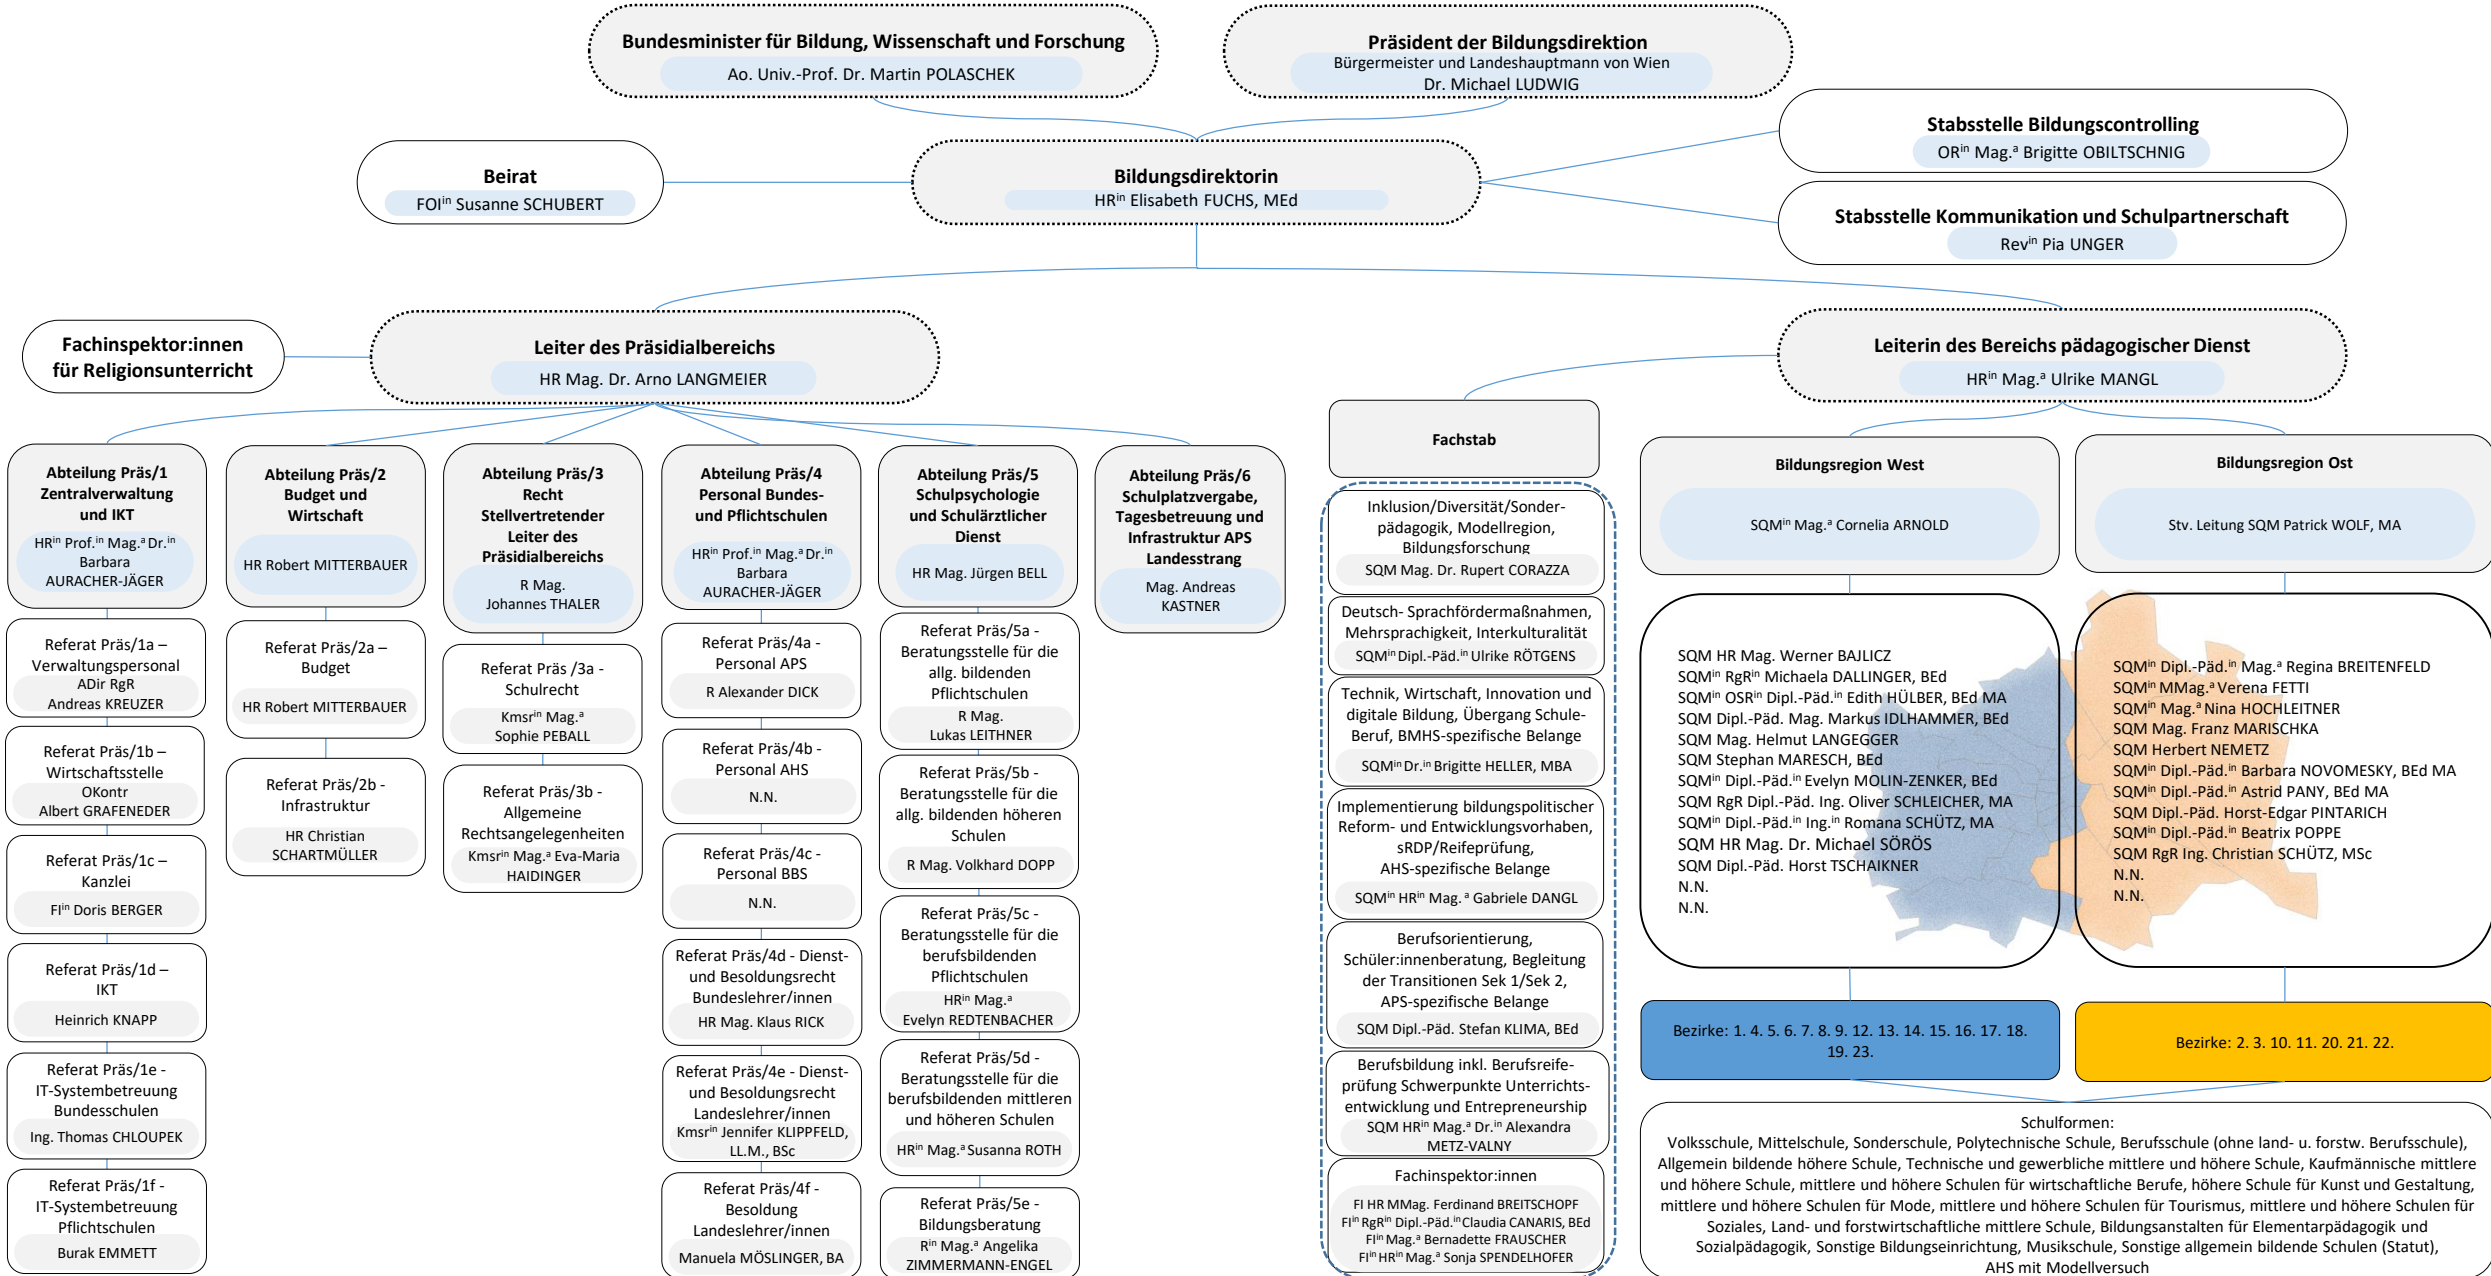 Bundesminister für Bildung, Wissenschaft und Forschung
Ao. Univ.-Prof. Dr. Martin POLASCHEK
Präsident der Bildungsdirektion
Bürgermeister und Landeshauptmann von Wien
Dr. Michael LUDWIG
Stabsstelle Bildungscontrolling
ORⁱⁿ Mag.ᵃ Brigitte OBILTSCHNIG
Beirat
FOIⁱⁿ Susanne SCHUBERT
Bildungsdirektorin
HRⁱⁿ Elisabeth FUCHS, MEd
Stabsstelle Kommunikation und Schulpartnerschaft
Revⁱⁿ Pia UNGER
Fachinspektor:innen
für Religionsunterricht
Leiter des Präsidialbereichs
HR Mag. Dr. Arno LANGMEIER
Leiterin des Bereichs pädagogischer Dienst
HRⁱⁿ Mag.ᵃ Ulrike MANGL
Abteilung Präs/1
Zentralverwaltung
und IKT
HRⁱⁿ Prof.ⁱⁿ Mag.ᵃ Dr.ⁱⁿ
Barbara
AURACHER-JÄGER
Referat Präs/1a –
Verwaltungspersonal
ADir RgR
Andreas KREUZER
Referat Präs/1b –
Wirtschaftsstelle
OKontr
Albert GRAFENEDER
Referat Präs/1c –
Kanzlei
FIⁱⁿ Doris BERGER
Referat Präs/1d –
IKT
Heinrich KNAPP
Referat Präs/1e -
IT-Systembetreuung
Bundesschulen
Ing. Thomas CHLOUPEK
Referat Präs/1f -
IT-Systembetreuung
Pflichtschulen
Burak EMMETT
Abteilung Präs/2
Budget und
Wirtschaft
HR Robert MITTERBAUER
Referat Präs/2a –
Budget
HR Robert MITTERBAUER
Referat Präs/2b -
Infrastruktur
HR Christian
SCHARTMÜLLER
Abteilung Präs/3
Recht
Stellvertretender
Leiter des
Präsidialbereichs
R Mag.
Johannes THALER
Referat Präs /3a -
Schulrecht
Kmsrⁱⁿ Mag.ᵃ
Sophie PEBALL
Referat Präs/3b -
Allgemeine
Rechtsangelegenheiten
Kmsrⁱⁿ Mag.ᵃ Eva-Maria
HAIDINGER
Abteilung Präs/4
Personal Bundes-
und Pflichtschulen
HRⁱⁿ Prof.ⁱⁿ Mag.ᵃ Dr.ⁱⁿ
Barbara
AURACHER-JÄGER
Referat Präs/4a -
Personal APS
R Alexander DICK
Referat Präs/4b -
Personal AHS
N.N.
Referat Präs/4c -
Personal BBS
N.N.
Referat Präs/4d - Dienst-
und Besoldungsrecht
Bundeslehrer/innen
HR Mag. Klaus RICK
Referat Präs/4e - Dienst-
und Besoldungsrecht
Landeslehrer/innen
Kmsrⁱⁿ Jennifer KLIPPFELD,
LL.M., BSc
Referat Präs/4f -
Besoldung
Landeslehrer/innen
Manuela MÖSLINGER, BA
Abteilung Präs/5
Schulpsychologie
und Schulärztlicher
Dienst
HR Mag. Jürgen BELL
Referat Präs/5a -
Beratungsstelle für die
allg. bildenden
Pflichtschulen
R Mag.
Lukas LEITHNER
Referat Präs/5b -
Beratungsstelle für die
allg. bildenden höheren
Schulen
R Mag. Volkhard DOPP
Referat Präs/5c -
Beratungsstelle für die
berufsbildenden
Pflichtschulen
HRⁱⁿ Mag.ᵃ
Evelyn REDTENBACHER
Referat Präs/5d -
Beratungsstelle für die
berufsbildenden mittleren
und höheren Schulen
HRⁱⁿ Mag.ᵃ Susanna ROTH
Referat Präs/5e -
Bildungsberatung
Rⁱⁿ Mag.ᵃ Angelika
ZIMMERMANN-ENGEL
Abteilung Präs/6
Schulplatzvergabe,
Tagesbetreuung und
Infrastruktur APS
Landesstrang
Mag. Andreas
KASTNER
Fachstab
Inklusion/Diversität/Sonder-
pädagogik, Modellregion,
Bildungsforschung
SQM Mag. Dr. Rupert CORAZZA
Deutsch- Sprachfördermaßnahmen,
Mehrsprachigkeit, Interkulturalität
SQMⁱⁿ Dipl.-Päd.ⁱⁿ Ulrike RÖTGENS
Technik, Wirtschaft, Innovation und
digitale Bildung, Übergang Schule-
Beruf, BMHS-spezifische Belange
SQMⁱⁿ Dr.ⁱⁿ Brigitte HELLER, MBA
Implementierung bildungspolitischer
Reform- und Entwicklungsvorhaben,
sRDP/Reifeprüfung,
AHS-spezifische Belange
SQMⁱⁿ HRⁱⁿ Mag. ᵃ Gabriele DANGL
Berufsorientierung,
Schüler:innenberatung, Begleitung
der Transitionen Sek 1/Sek 2,
APS-spezifische Belange
SQM Dipl.-Päd. Stefan KLIMA, BEd
Berufsbildung inkl. Berufsreife-
prüfung Schwerpunkte Unterrichts-
entwicklung und Entrepreneurship
SQM HRⁱⁿ Mag.ᵃ Dr.ⁱⁿ Alexandra
METZ-VALNY
Fachinspektor:innen
FI HR MMag. Ferdinand BREITSCHOPF
FIⁱⁿ RgRⁱⁿ Dipl.-Päd.ⁱⁿ Claudia CANARIS, BEd
FIⁱⁿ Mag.ᵃ Bernadette FRAUSCHER
FIⁱⁿ HRⁱⁿ Mag.ᵃ Sonja SPENDELHOFER
Bildungsregion West
SQMⁱⁿ Mag.ᵃ Cornelia ARNOLD
SQM HR Mag. Werner BAJLICZ
SQMⁱⁿ RgRⁱⁿ Michaela DALLINGER, BEd
SQMⁱⁿ OSRⁱⁿ Dipl.-Päd.ⁱⁿ Edith HÜLBER, BEd MA
SQM Dipl.-Päd. Mag. Markus IDLHAMMER, BEd
SQM Mag. Helmut LANGEGGER
SQM Stephan MARESCH, BEd
SQMⁱⁿ Dipl.-Päd.ⁱⁿ Evelyn MOLIN-ZENKER, BEd
SQM RgR Dipl.-Päd. Ing. Oliver SCHLEICHER, MA
SQMⁱⁿ Dipl.-Päd.ⁱⁿ Ing.ⁱⁿ Romana SCHÜTZ, MA
SQM HR Mag. Dr. Michael SÖRÖS
SQM Dipl.-Päd. Horst TSCHAIKNER
N.N.
N.N.
Bezirke: 1. 4. 5. 6. 7. 8. 9. 12. 13. 14. 15. 16. 17. 18.
19. 23.
Bildungsregion Ost
Stv. Leitung SQM Patrick WOLF, MA
SQMⁱⁿ Dipl.-Päd.ⁱⁿ Mag.ᵃ Regina BREITENFELD
SQMⁱⁿ MMag.ᵃ Verena FETTI
SQMⁱⁿ Mag.ᵃ Nina HOCHLEITNER
SQM Mag. Franz MARISCHKA
SQM Herbert NEMETZ
SQMⁱⁿ Dipl.-Päd.ⁱⁿ Barbara NOVOMESKY, BEd MA
SQMⁱⁿ Dipl.-Päd.ⁱⁿ Astrid PANY, BEd MA
SQM Dipl.-Päd. Horst-Edgar PINTARICH
SQMⁱⁿ Dipl.-Päd.ⁱⁿ Beatrix POPPE
SQM RgR Ing. Christian SCHÜTZ, MSc
N.N.
N.N.
Bezirke: 2. 3. 10. 11. 20. 21. 22.
Schulformen:
Volksschule, Mittelschule, Sonderschule, Polytechnische Schule, Berufsschule (ohne land- u. forstw. Berufsschule),
Allgemein bildende höhere Schule, Technische und gewerbliche mittlere und höhere Schule, Kaufmännische mittlere
und höhere Schule, mittlere und höhere Schulen für wirtschaftliche Berufe, höhere Schule für Kunst und Gestaltung,
mittlere und höhere Schulen für Mode, mittlere und höhere Schulen für Tourismus, mittlere und höhere Schulen für
Soziales, Land- und forstwirtschaftliche mittlere Schule, Bildungsanstalten für Elementarpädagogik und
Sozialpädagogik, Sonstige Bildungseinrichtung, Musikschule, Sonstige allgemein bildende Schulen (Statut),
AHS mit Modellversuch